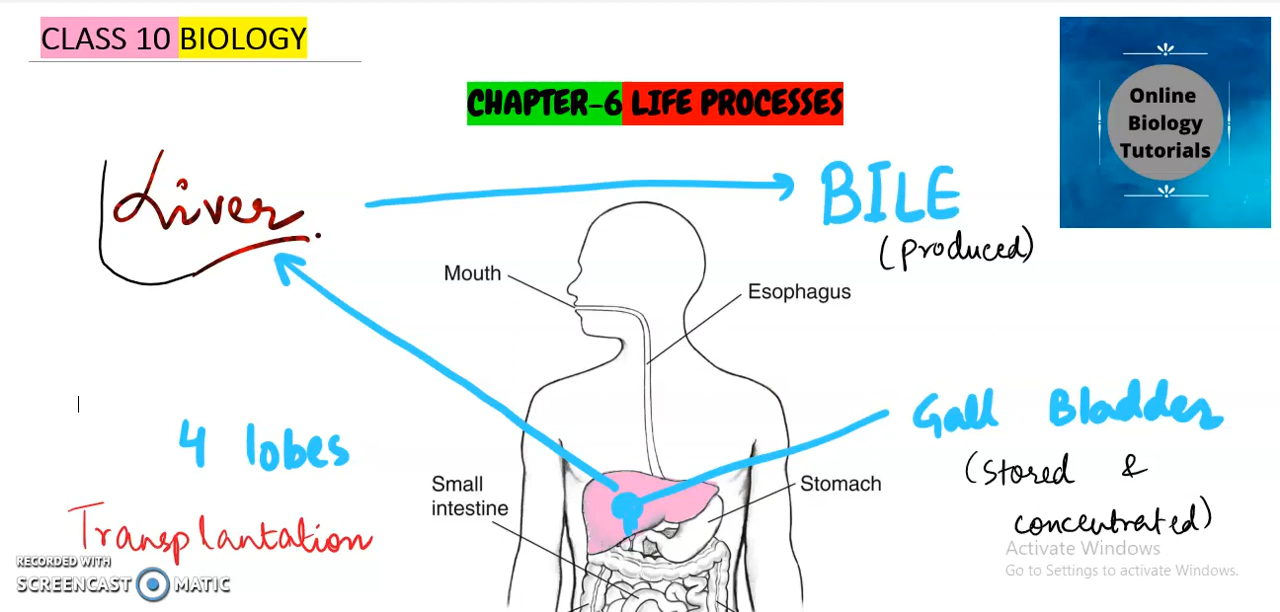 CLASS 10 BIOLOGY
CHAPTER-6 LIFE PROCESSES
Online
Biology
Tutorials
Liver.
BILE
(produced)
Mouth
Esophagus
4 lobes
Gall Bladder
(Stored &
concentrated)
Small
intestine
Stomach
Transplantation
Activate Windows
Go to Settings to activate Windows.
RECORDED WITH
SCREENCAST MATIC